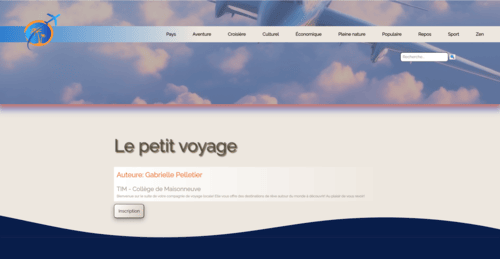 Pays Aventure Croisière Culturel Économique Pleine nature Populaire Repos Sport Zen
Recherche...
Le petit voyage
Auteure: Gabrielle Pelletier
TIM - Collège de Maisonneuve
Inscription